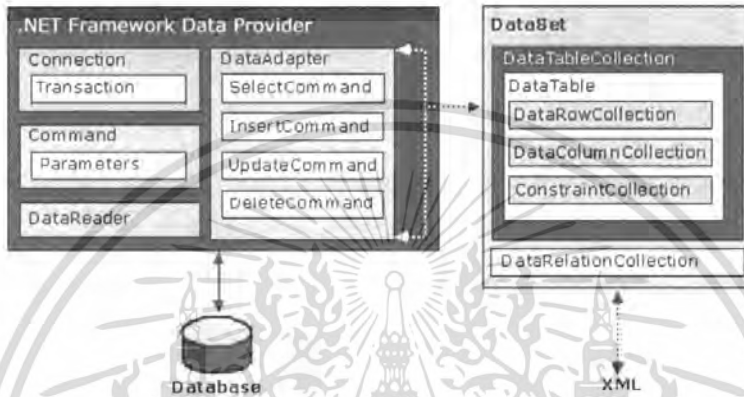 .NET Framework Data Provider
Connection
Transaction
Command
Parameters
DataReader
DataAdapter
SelectCommand
InsertCommand
UpdateCommand
DeleteCommand
Database
DataSet
DataTableCollection
DataTable
DataRowCollection
DataColumnCollection
ConstraintCollection
DataRelationCollection
XML